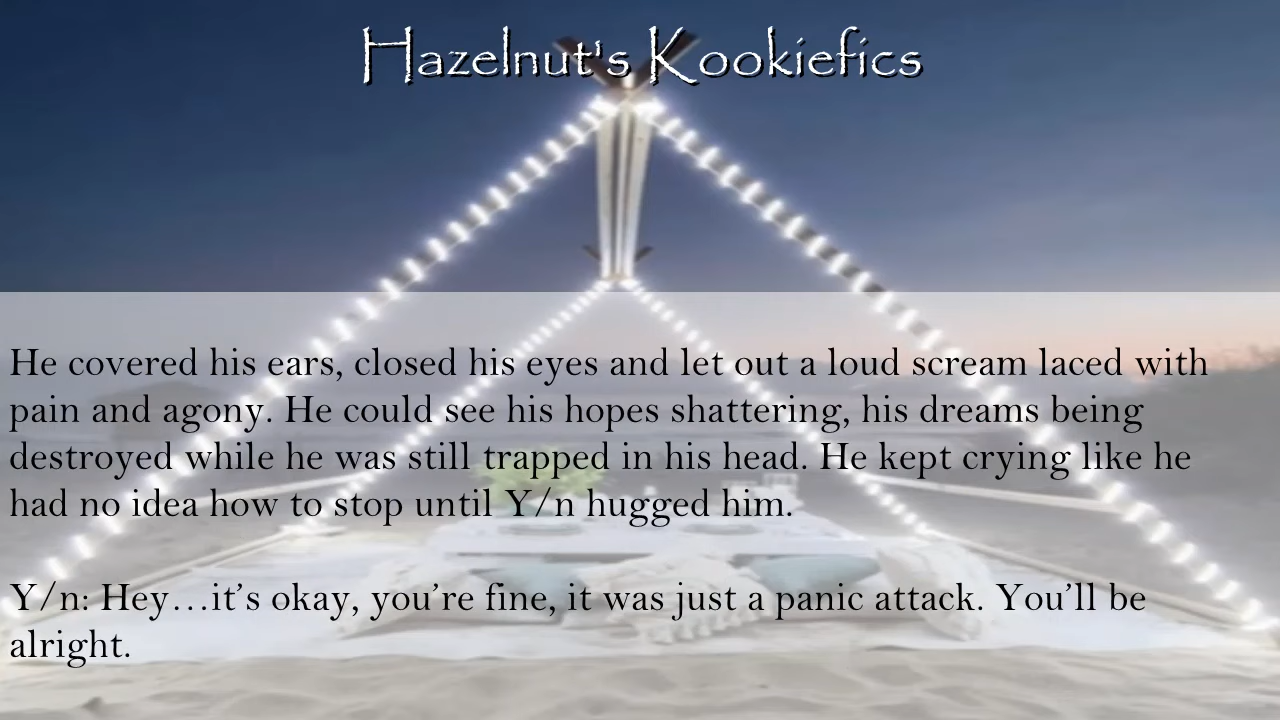 Hazelnut's Kookiefics
He covered his ears, closed his eyes and let out a loud scream laced with
pain and agony. He could see his hopes shattering, his dreams being
destroyed while he was still trapped in his head. He kept crying like he
had no idea how to stop until Y/n hugged him.
Y/n: Hey…it’s okay, you’re fine, it was just a panic attack. You’ll be
alright.